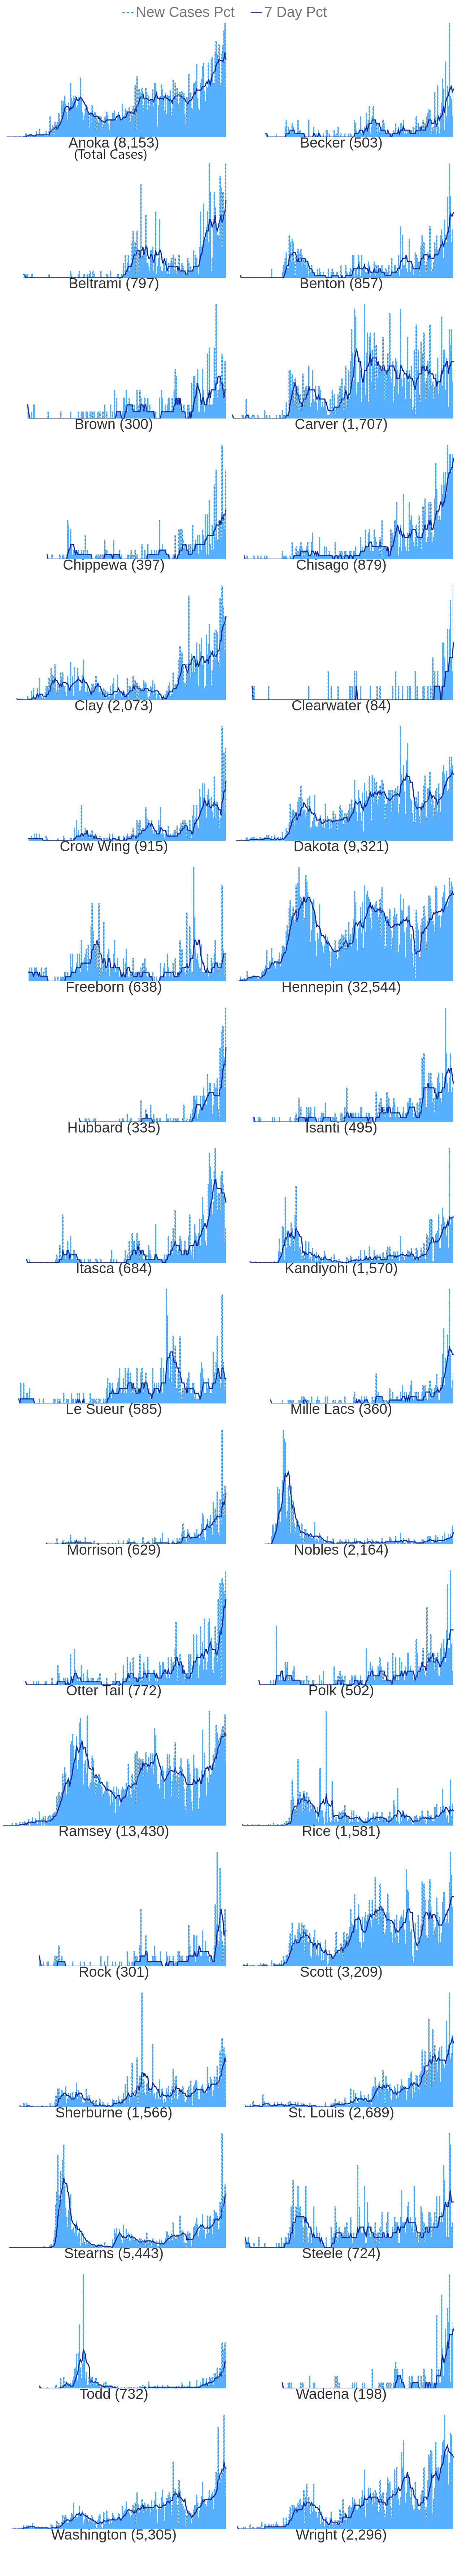 New Cases Pct 7 Day Pct
Anoka (8,153) Becker (503)
(Total Cases)
Beltrami (797) Benton (857)
Brown (300) Carver (1,707)
Chippewa (397) Chisago (879)
Clay (2,073) Clearwater (84)
Crow Wing (915) Dakota (9,321)
Freeborn (638) Hennepin (32,544)
Hubbard (335) Isanti (495)
Itasca (684) Kandiyohi (1,570)
Le Sueur (585) Mille Lacs (360)
Morrison (629) Nobles (2,164)
Otter Tail (772) Polk (502)
Ramsey (13,430) Rice (1,581)
Rock (301) Scott (3,209)
Sherburne (1,566) St. Louis (2,689)
Stearns (5,443) Steele (724)
Todd (732) Wadena (198)
Washington (5,305) Wright (2,296)